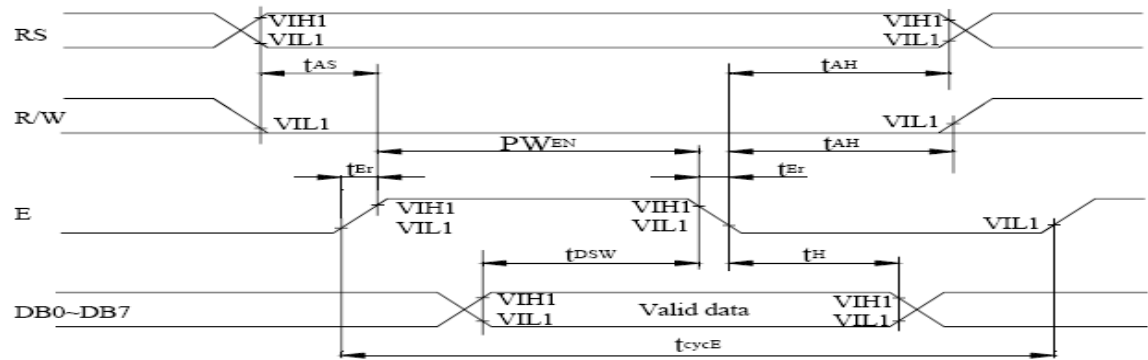 VIH1 VIH1
RS VIL1 VIL1
tAS tAH
R/W VIL1 VIL1
PWEN tAH
tEr tEr
E VIH1 VIH1
VIL1 VIL1 VIL1
tDSW tH
VIH1 Valid data VIH1
DB0~DB7 VIL1 VIL1
tcycE